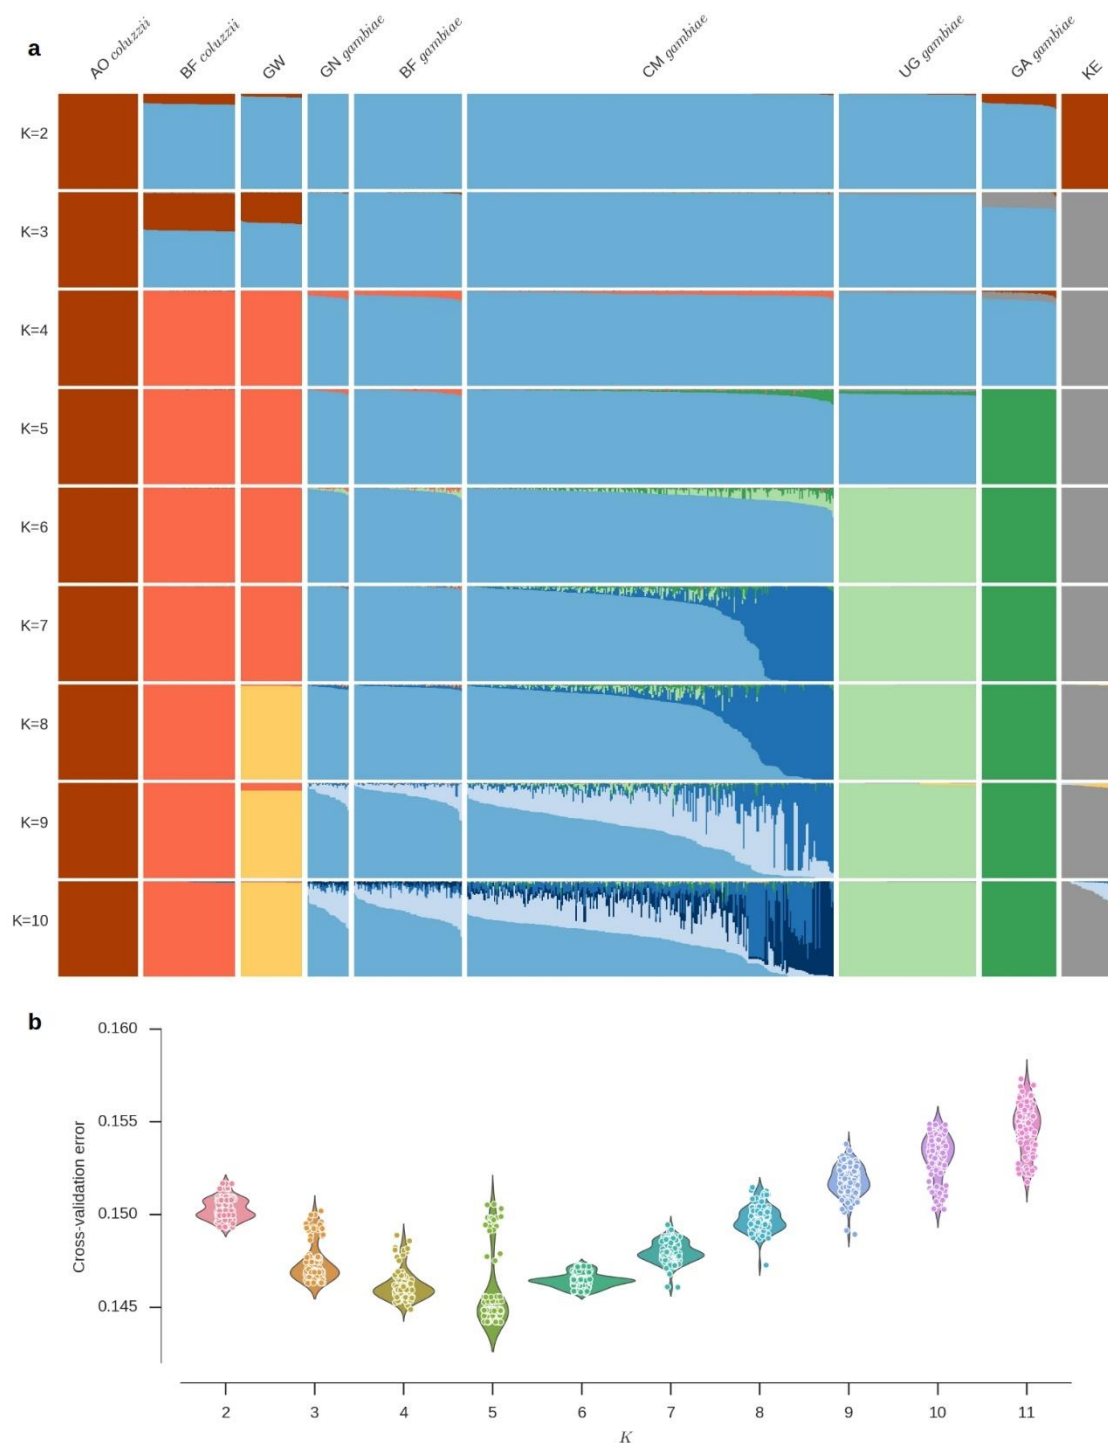 a
AO coluzzii
BF coluzzii
GW
GN gambiae
BF gambiae
CM gambiae
UG gambiae
GA gambiae
KE
K=2
K=3
K=4
K=5
K=6
K=7
K=8
K=9
K=10
b
0.160
0.155
0.150
0.145
Cross-validation error
2 3 4 5 6 7 8 9 10 11
K